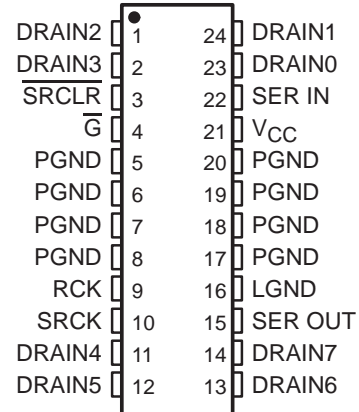 DRAIN2 1 24 DRAIN1
DRAIN3 2 23 DRAIN0
SRCLR 3 22 SER IN
G 4 21 VCC
PGND 5 20 PGND
PGND 6 19 PGND
PGND 7 18 PGND
PGND 8 17 PGND
RCK 9 16 LGND
SRCK 10 15 SER OUT
DRAIN4 11 14 DRAIN7
DRAIN5 12 13 DRAIN6